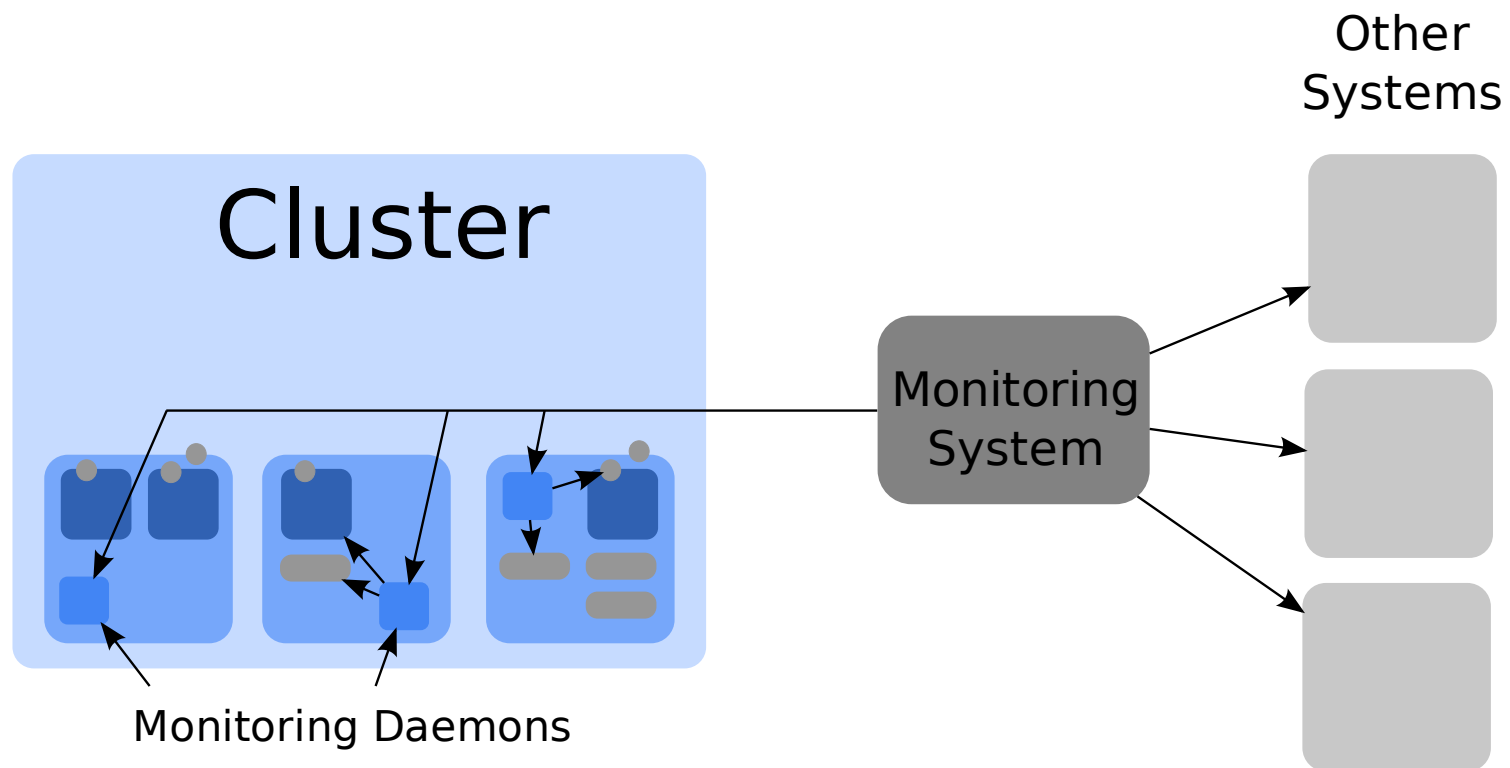 Other
Systems
Cluster
Monitoring
System
Monitoring Daemons